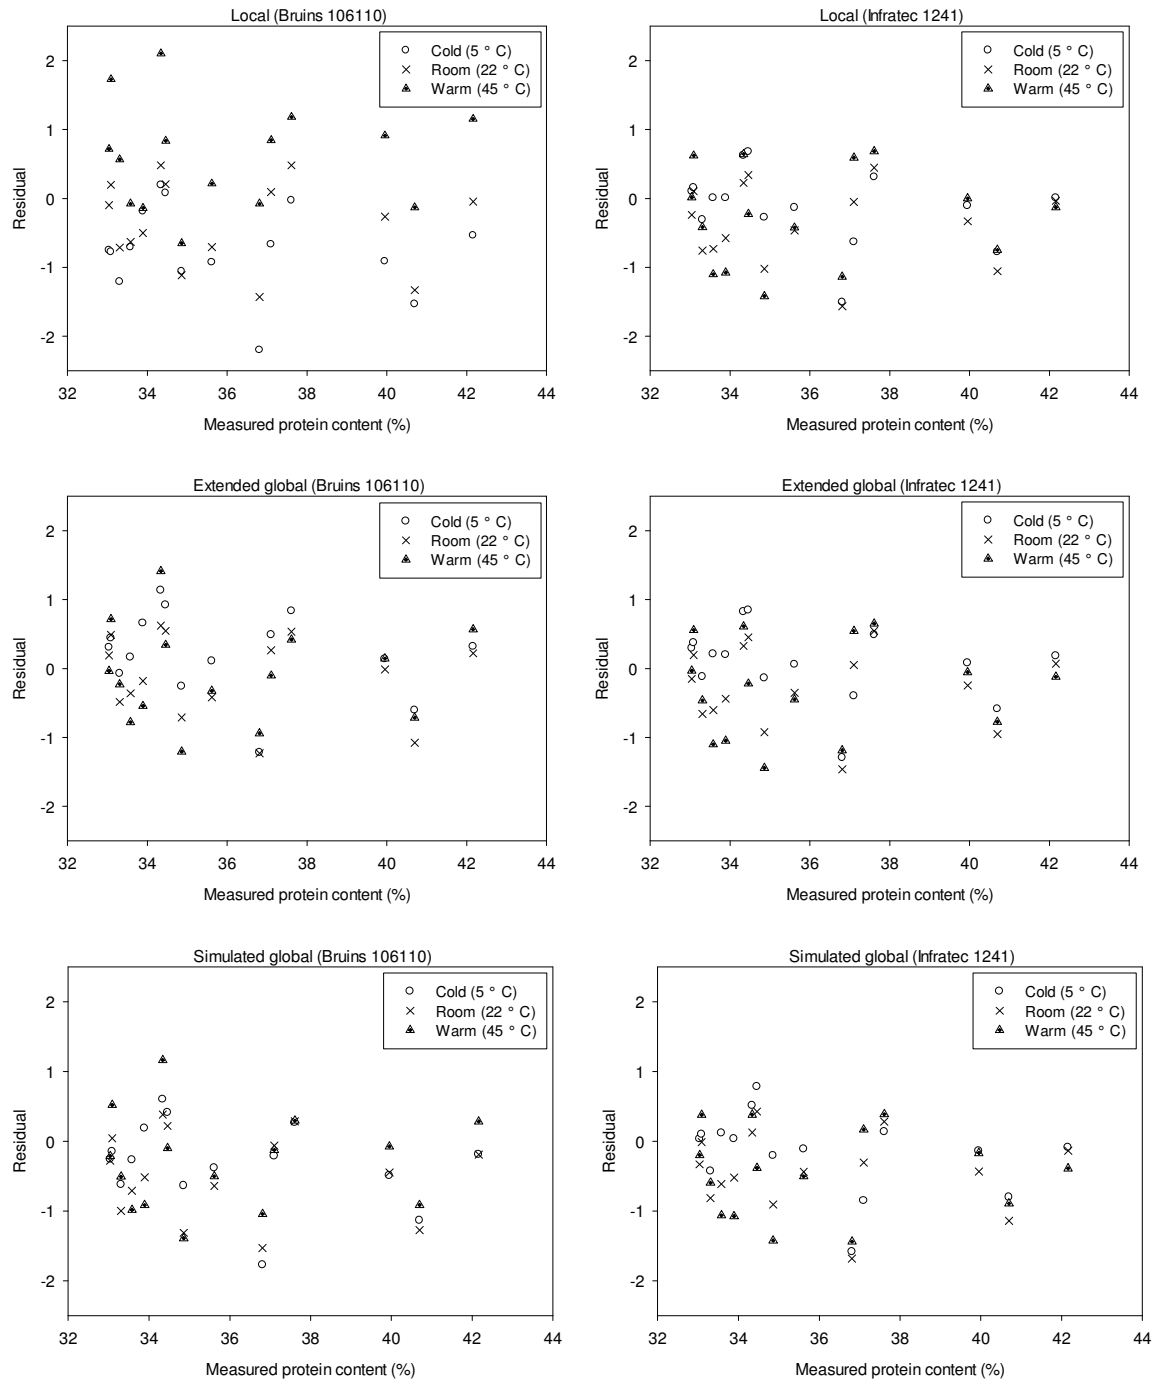 Local (Bruins 106110)
Cold (5 ° C)
Room (22 ° C)
Warm (45 ° C)
Residual
2
1
0
-1
-2
32 34 36 38 40 42 44
Measured protein content (%)
Local (Infratec 1241)
Cold (5 ° C)
Room (22 ° C)
Warm (45 ° C)
Residual
2
1
0
-1
-2
32 34 36 38 40 42 44
Measured protein content (%)
Extended global (Bruins 106110)
Cold (5 ° C)
Room (22 ° C)
Warm (45 ° C)
Residual
2
1
0
-1
-2
32 34 36 38 40 42 44
Measured protein content (%)
Extended global (Infratec 1241)
Cold (5 ° C)
Room (22 ° C)
Warm (45 ° C)
Residual
2
1
0
-1
-2
32 34 36 38 40 42 44
Measured protein content (%)
Simulated global (Bruins 106110)
Cold (5 ° C)
Room (22 ° C)
Warm (45 ° C)
Residual
2
1
0
-1
-2
32 34 36 38 40 42 44
Measured protein content (%)
Simulated global (Infratec 1241)
Cold (5 ° C)
Room (22 ° C)
Warm (45 ° C)
Residual
2
1
0
-1
-2
32 34 36 38 40 42 44
Measured protein content (%)